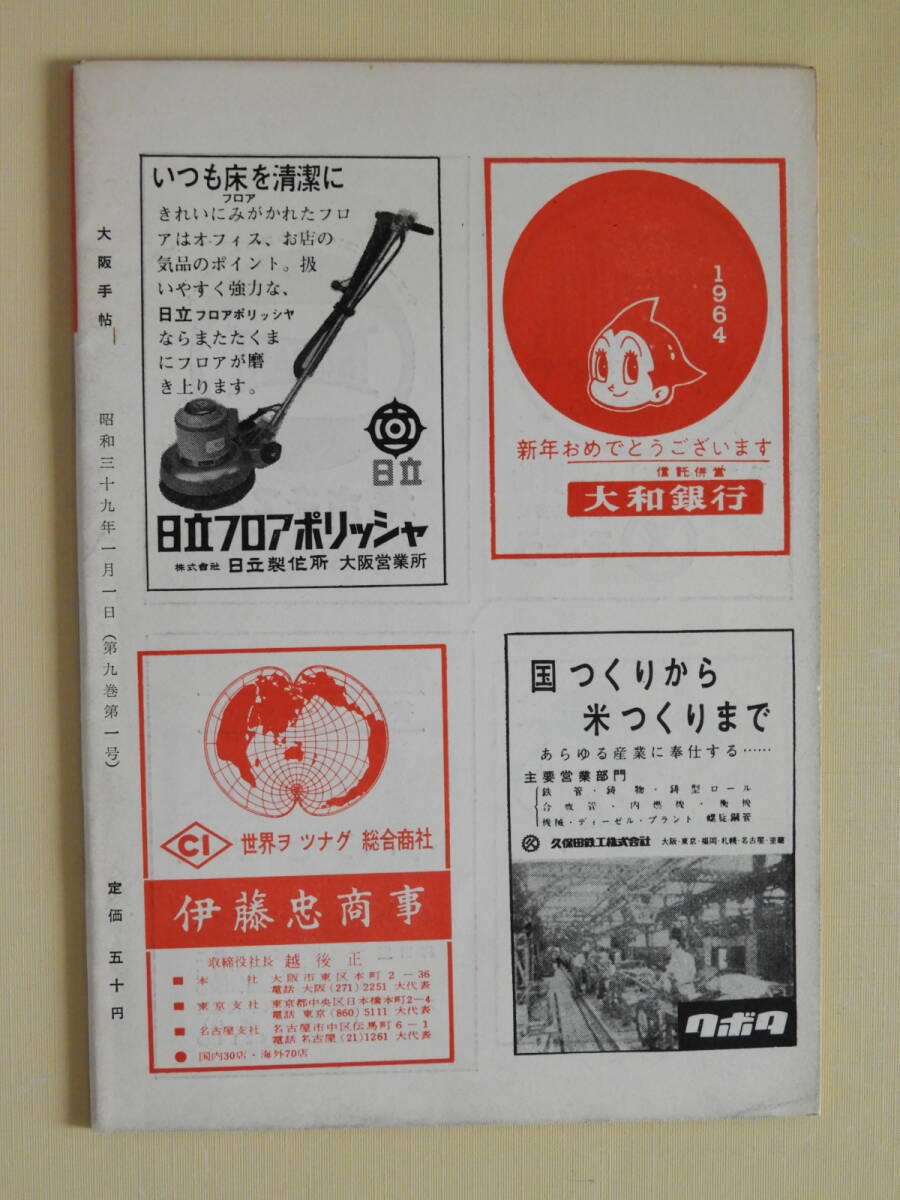 大阪手帖
昭和三十九年一月一日(第九巻第一号)
定価 五十円
いつも床を清潔に
フロア
きれいにみがかれたフロ
アはオフィス、お店の
気品のポイント。扱
いやすく強力な、
日立フロアポリッシヤ
ならまたたくま
にフロアが磨
き上ります。
日立
日立フロアポリッシャ
株式會社 日立製作所 大阪営業所
1964
新年おめでとうございます
信託併営
大和銀行
CI 世界ヲ ツナグ 総合商社
伊藤忠商事
取締役社長 越後正一
■ 本社 大阪市東区本町2-36
電話 大阪(271)2251 大代表
■ 東京支社 東京都中央区日本橋本町2-4
電話 東京(860)5111 大代表
■ 名古屋支社 名古屋市中区伝馬町6-1
電話 名古屋(21)1261 大代表
● 国内30店・海外70店
国つくりから
米つくりまで
あらゆる産業に奉仕する……
主要営業部門
鉄管・鋳物・鋳型ロール
合成管・内燃機・衡機
機械・ディーゼル・プラント 螺旋鋼管
久保田鉄工株式会社 大阪・東京・福岡・札幌・名古屋・室蘭
クボタ